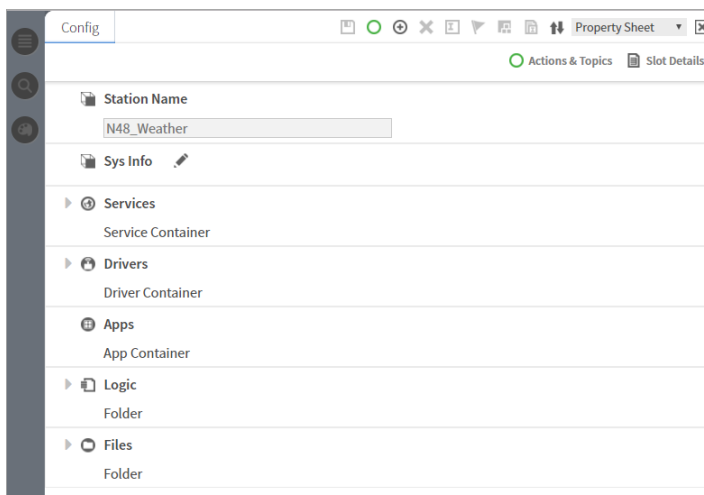 Config
Property Sheet
Actions & Topics
Slot Details
Station Name
N48_Weather
Sys Info
Services
Service Container
Drivers
Driver Container
Apps
App Container
Logic
Folder
Files
Folder